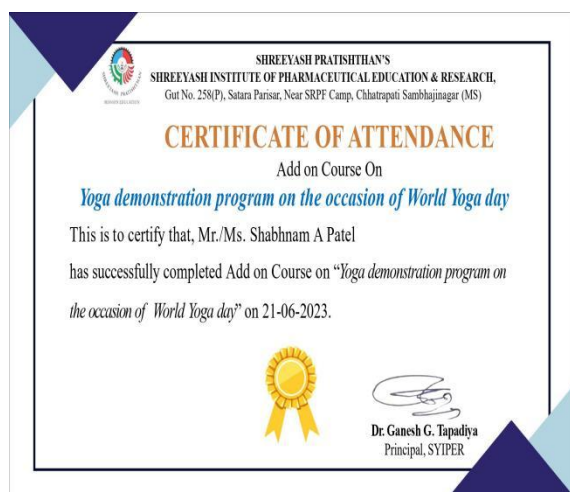 SHREEYASH PRATISHTHAN'S
SHREEYASH INSTITUTE OF PHARMACEUTICAL EDUCATION & RESEARCH,
Gut No. 258(P), Satara Parisar, Near SRPF Camp, Chhatrapati Sambhajinagar (MS)
CERTIFICATE OF ATTENDANCE
Add on Course On
Yoga demonstration program on the occasion of World Yoga day
This is to certify that, Mr./Ms. Shabhnam A Patel
has successfully completed Add on Course on “Yoga demonstration program on
the occasion of World Yoga day” on 21-06-2023.
Dr. Ganesh G. Tapadiya
Principal, SYIPER